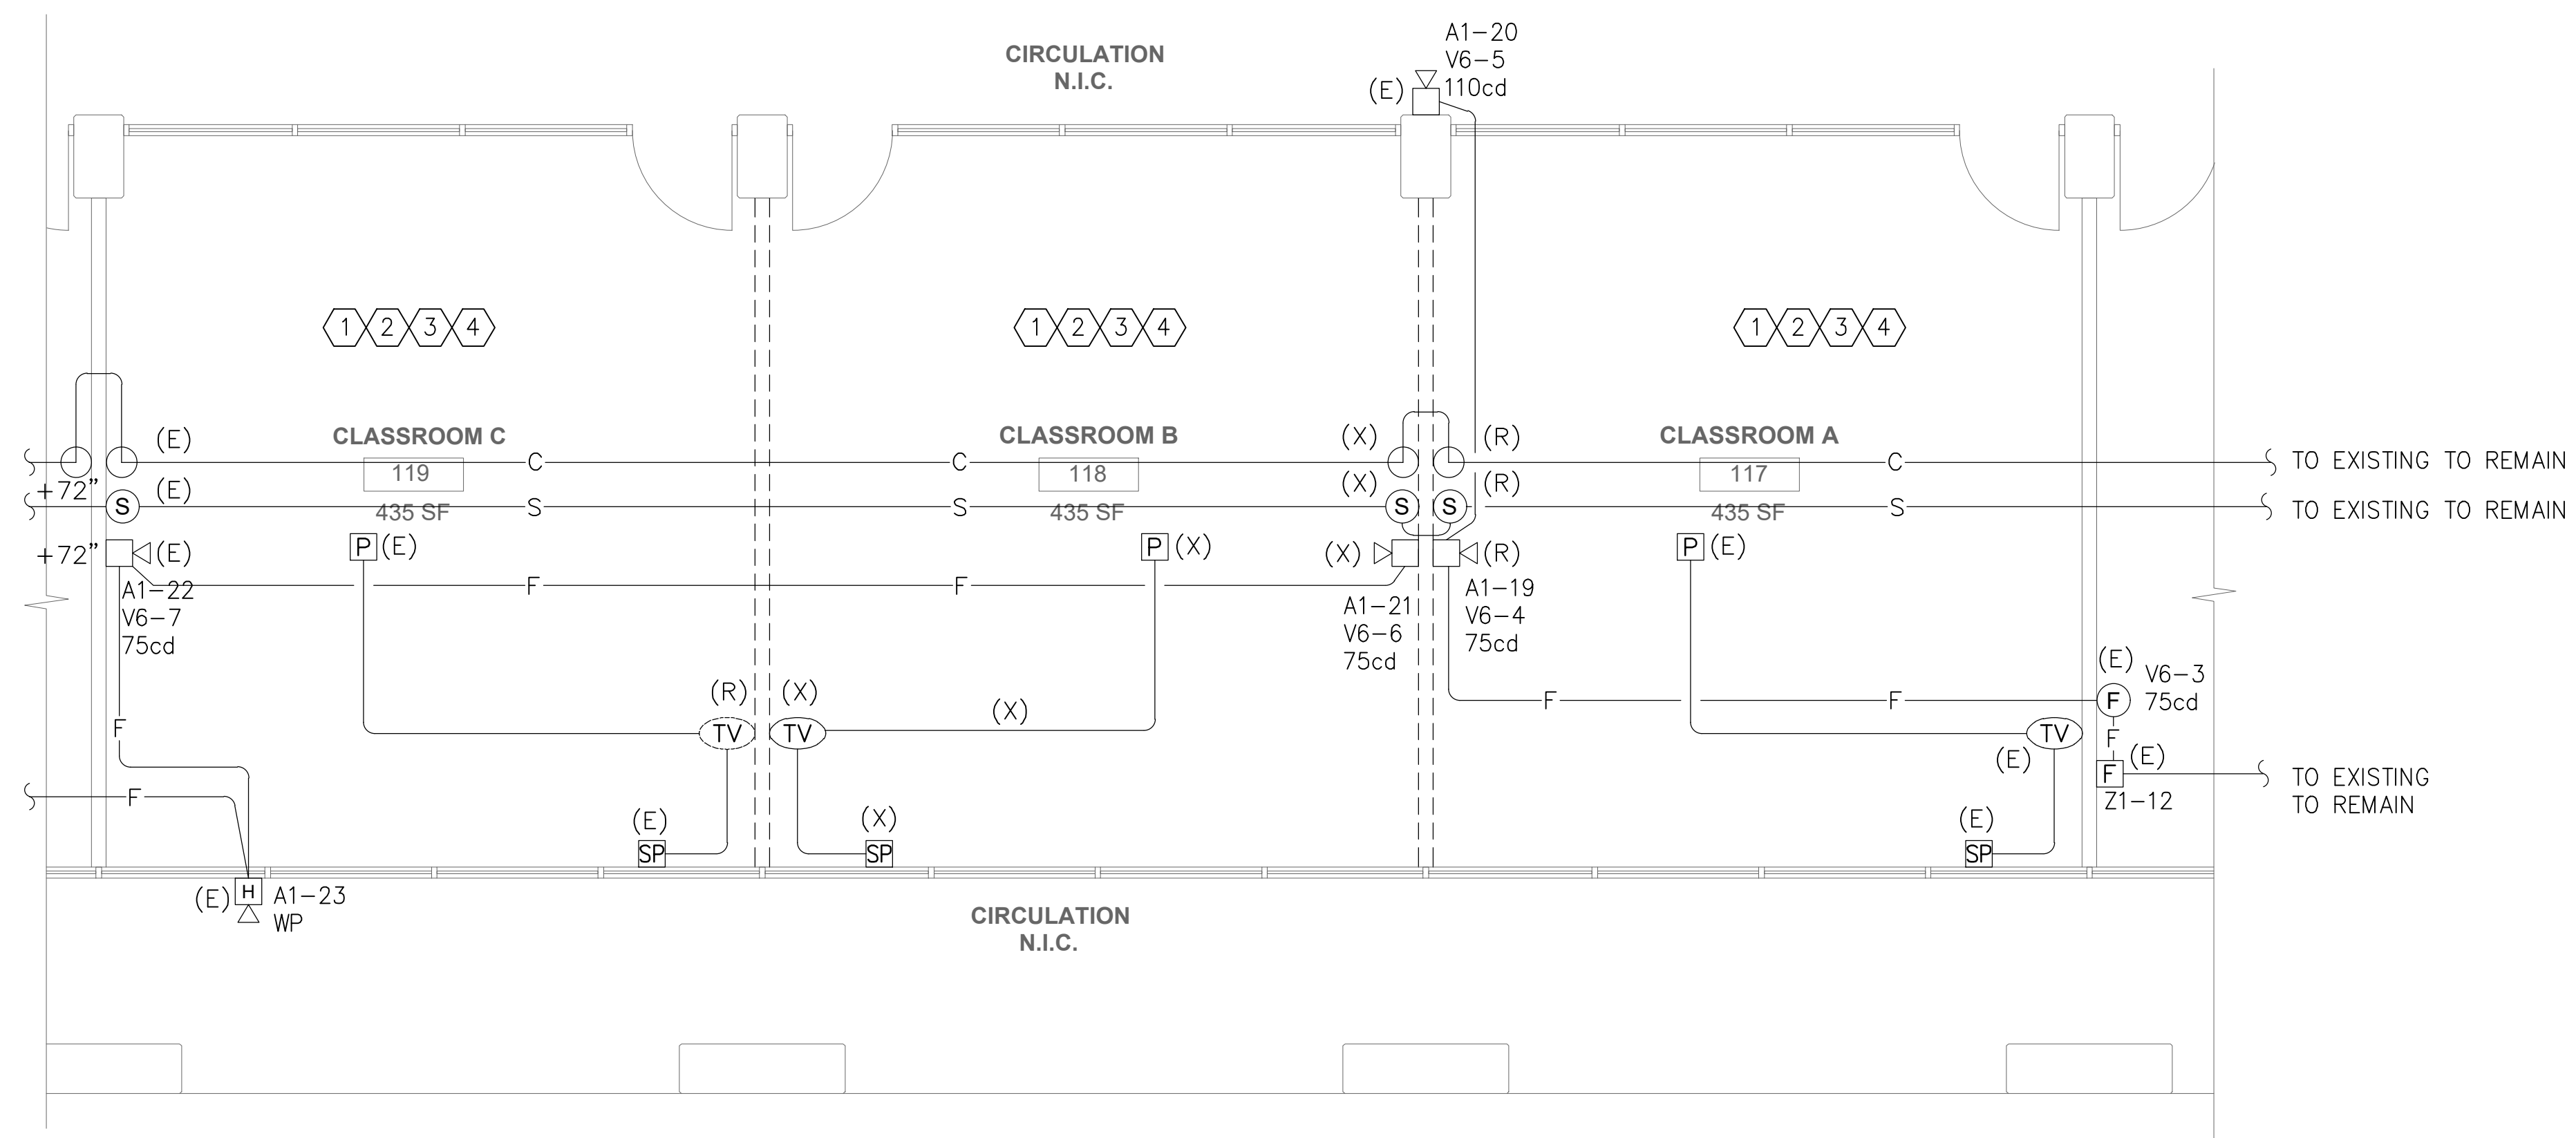 A1-20
V6-5
110cd
(E)
CIRCULATION
N.I.C.
1 2 3 4
1 2 3 4
1 2 3 4
CLASSROOM C
119
435 SF
CLASSROOM B
118
435 SF
CLASSROOM A
117
435 SF
(E)
C
C
(X)
(R)
C
TO EXISTING TO REMAIN
+72"
(E)
S
S
S
(X)
S
S
(R)
S
TO EXISTING TO REMAIN
+72"
(E)
P
(E)
P
(X)
(X)
(R)
P
(E)
F
F
A1-22
V6-7
75cd
A1-21
V6-6
75cd
A1-19
V6-4
75cd
(E)
V6-3
75cd
F
F
F
F
(R)
(X)
(X)
TV
TV
TV
(E)
F
F
(E)
F
Z1-12
TO EXISTING
TO REMAIN
F
(E)
SP
(X)
SP
(E)
SP
(E)
H
A1-23
WP
CIRCULATION
N.I.C.